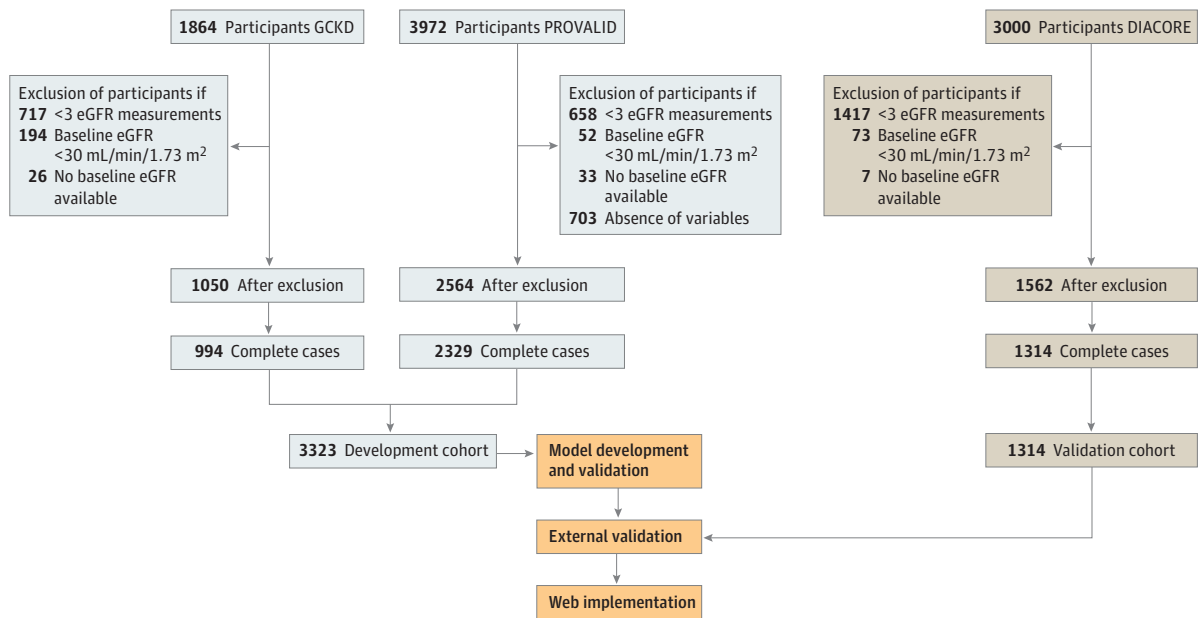 1864 Participants GCKD
3972 Participants PROVALID
3000 Participants DIACORE
Exclusion of participants if
717 <3 eGFR measurements
194 Baseline eGFR
<30 mL/min/1.73 m²
26 No baseline eGFR
available
Exclusion of participants if
658 <3 eGFR measurements
52 Baseline eGFR
<30 mL/min/1.73 m²
33 No baseline eGFR
available
703 Absence of variables
Exclusion of participants if
1417 <3 eGFR measurements
73 Baseline eGFR
<30 mL/min/1.73 m²
7 No baseline eGFR
available
1050 After exclusion
2564 After exclusion
1562 After exclusion
994 Complete cases
2329 Complete cases
1314 Complete cases
3323 Development cohort
Model development
and validation
1314 Validation cohort
External validation
Web implementation